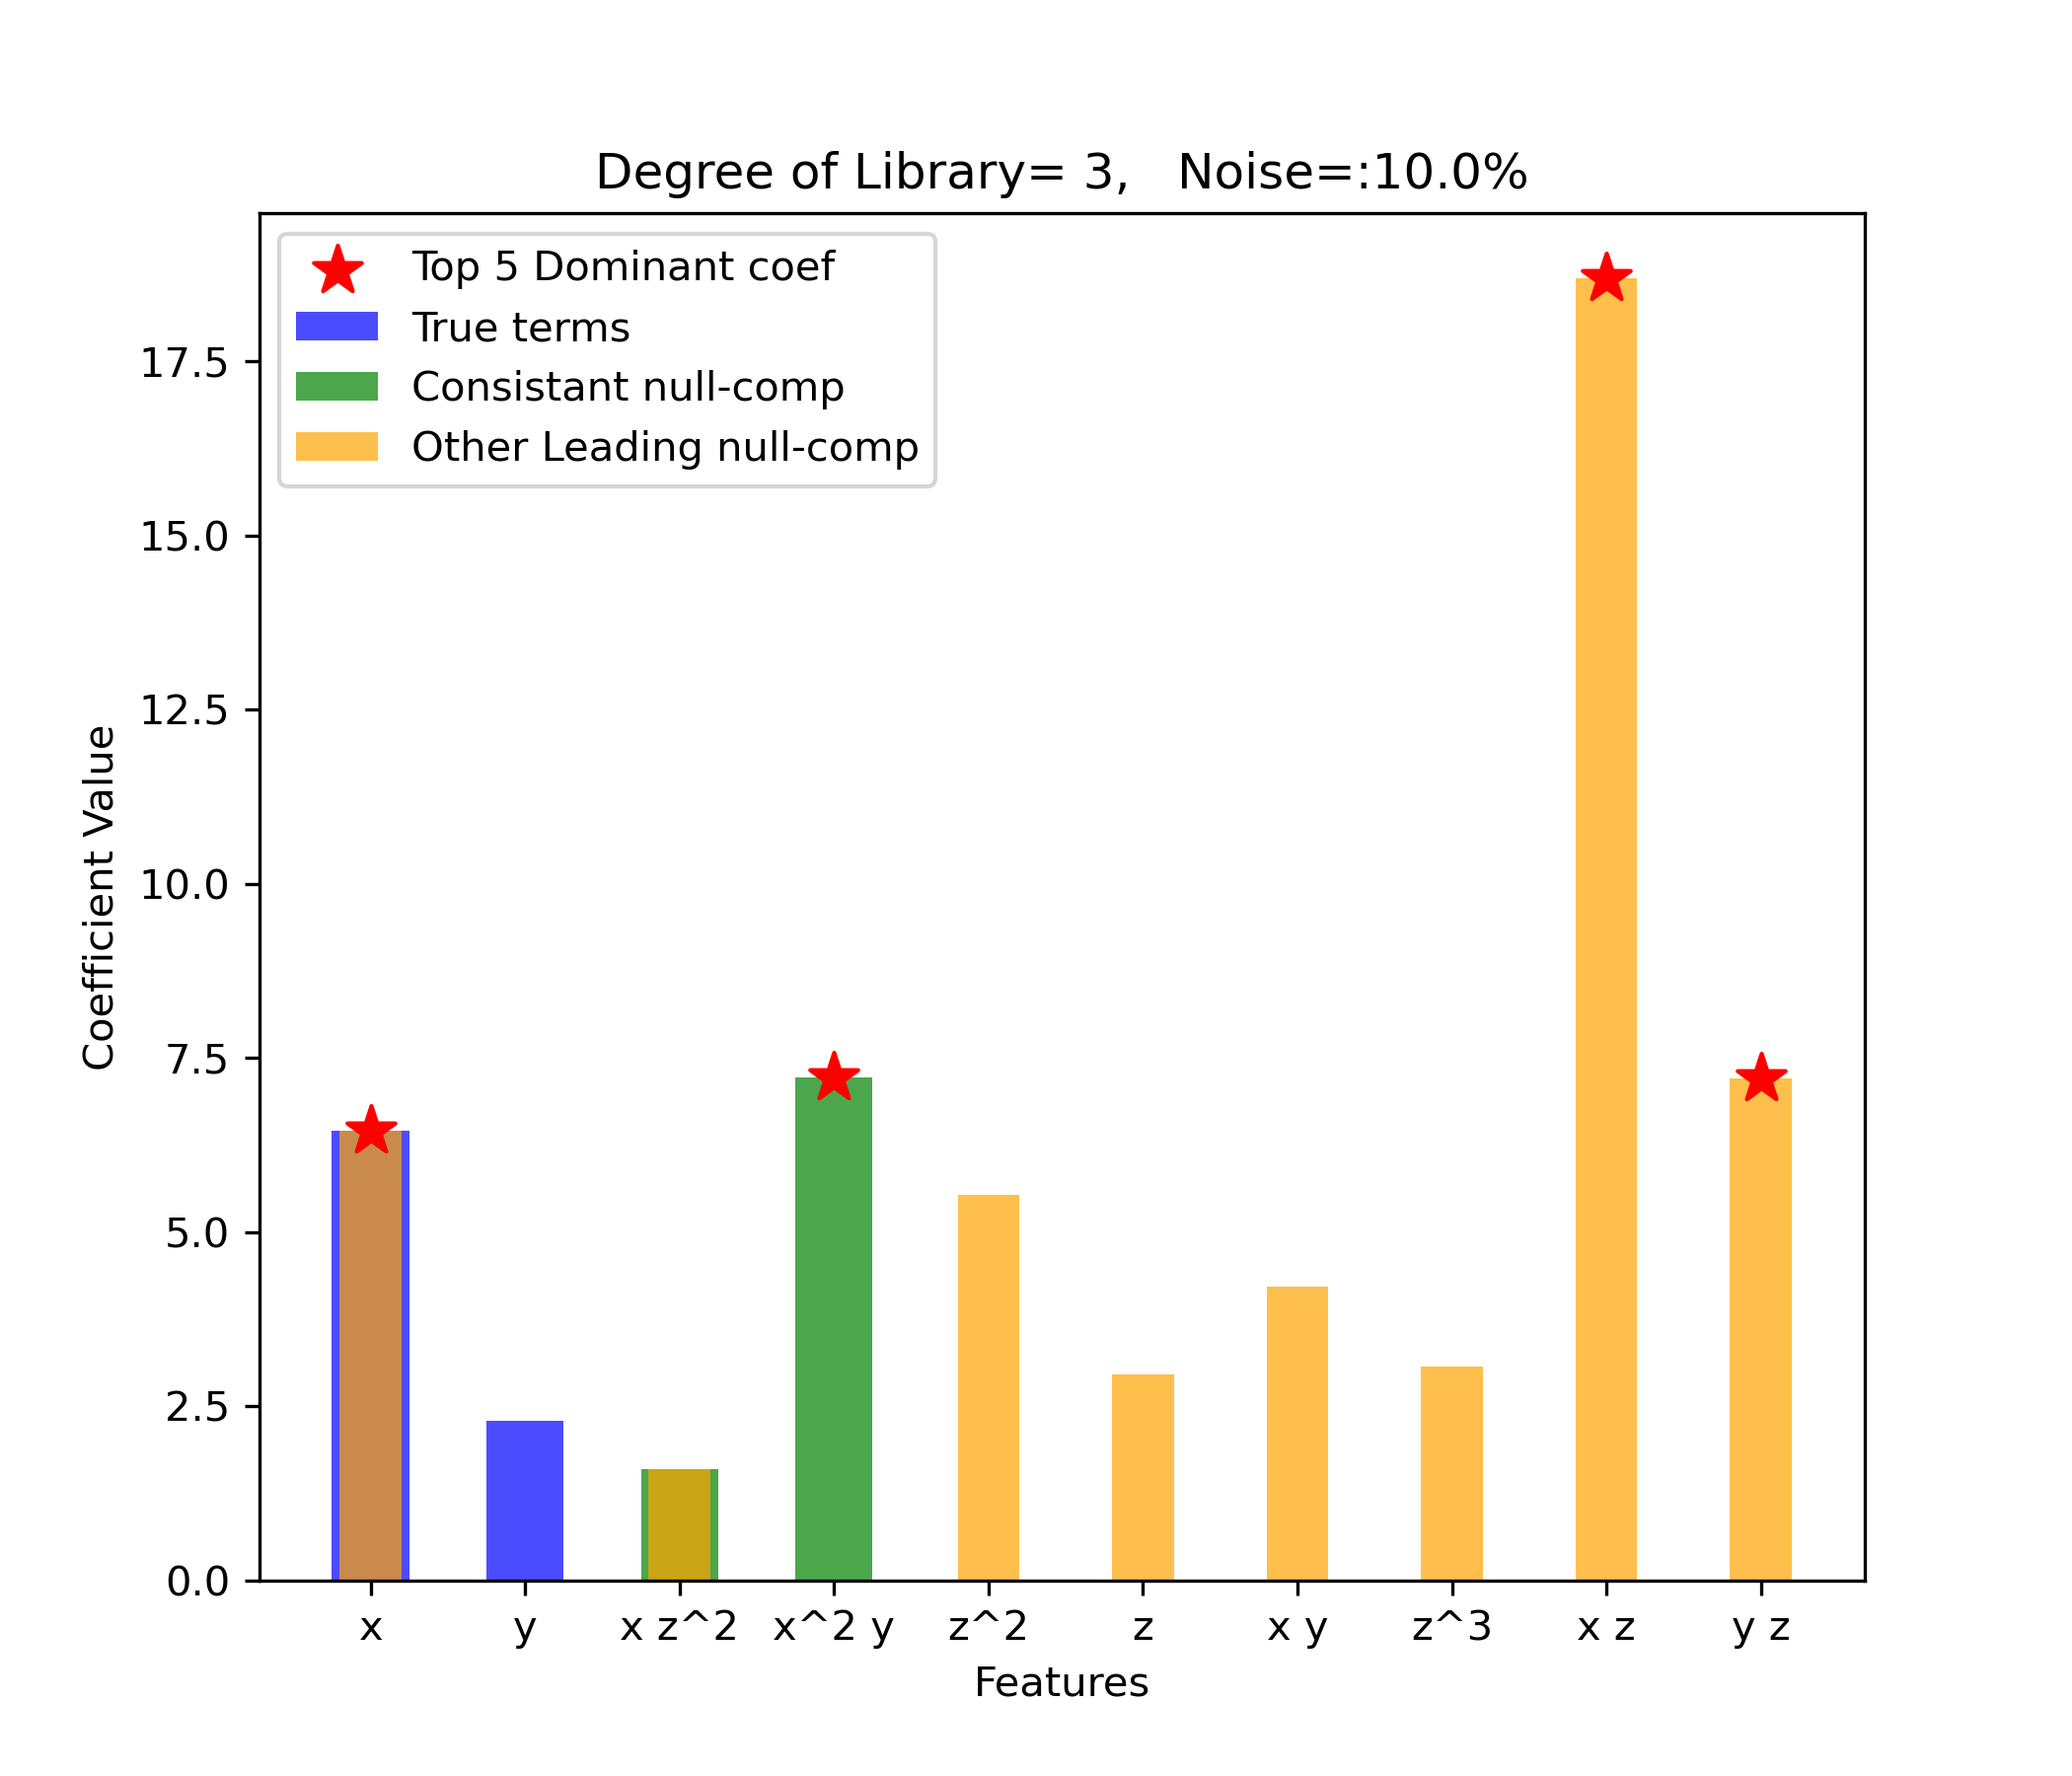 Degree of Library= 3,   Noise=:10.0%
Top 5 Dominant coef
True terms
Consistant null-comp
Other Leading null-comp
Coefficient Value
17.5
15.0
12.5
10.0
7.5
5.0
2.5
0.0
x y x z^2 x^2 y z^2 z x y z^3 x z y z
Features